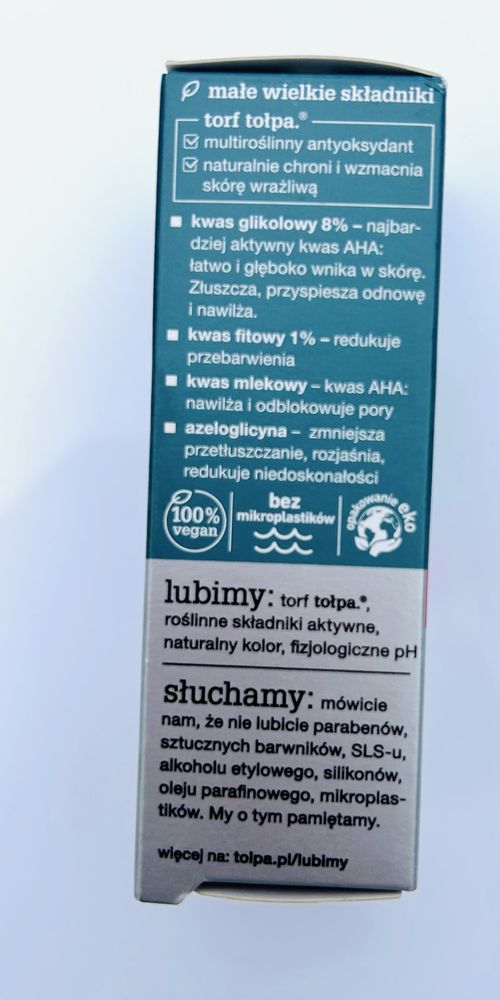 małe wielkie składniki
torf tołpa.®
multiroślinny antyoksydant
naturalnie chroni i wzmacnia
skórę wrażliwą
kwas glikolowy 8% – najbar-
dziej aktywny kwas AHA:
łatwo i głęboko wnika w skórę.
Złuszcza, przyspiesza odnowę
i nawilża.
kwas fitowy 1% – redukuje
przebarwienia
kwas mlekowy – kwas AHA:
nawilża i odblokowuje pory
azeloglicyna – zmniejsza
przetłuszczanie, rozjaśnia,
redukuje niedoskonałości
100%
vegan
bez
mikroplastików
opakowanie eko
lubimy: torf tołpa.®,
roślinne składniki aktywne,
naturalny kolor, fizjologiczne pH
słuchamy: mówicie
nam, że nie lubicie parabenów,
sztucznych barwników, SLS-u,
alkoholu etylowego, silikonów,
oleju parafinowego, mikroplas-
tików. My o tym pamiętamy.
więcej na: tolpa.pl/lubimy